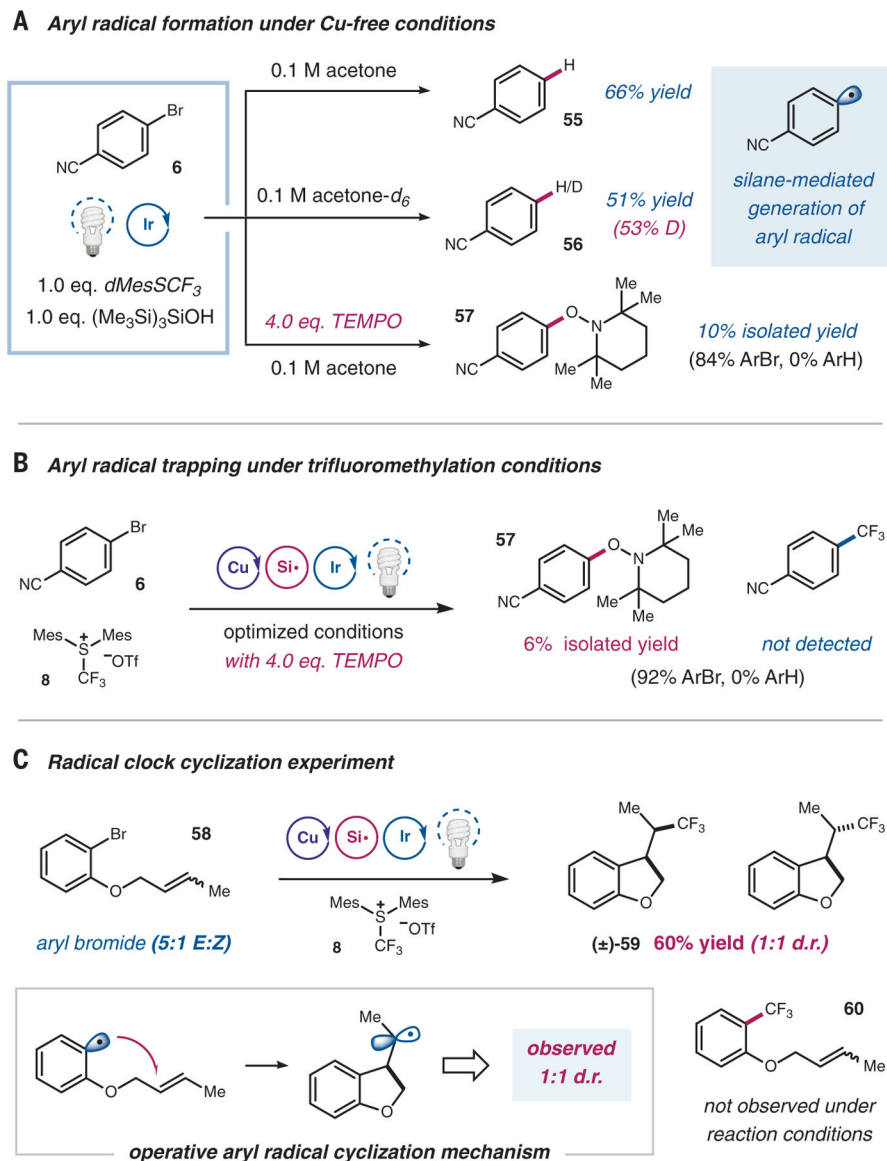 A Aryl radical formation under Cu-free conditions
Br
NC
6
Ir
1.0 eq. dMesSCF3
1.0 eq. (Me3Si)3SiOH
0.1 M acetone
H
NC
55
66% yield
0.1 M acetone-d6
H/D
NC
56
51% yield
(53% D)
4.0 eq. TEMPO
0.1 M acetone
57
Me
Me
O
N
NC
Me
Me
10% isolated yield
(84% ArBr, 0% ArH)
NC
silane-mediated
generation of
aryl radical
B Aryl radical trapping under trifluoromethylation conditions
Br
NC
6
Mes + Mes
S
−OTf
8 CF3
Cu Si• Ir
optimized conditions
with 4.0 eq. TEMPO
57
Me
Me
O
N
NC
Me
Me
6% isolated yield
CF3
NC
not detected
(92% ArBr, 0% ArH)
C Radical clock cyclization experiment
Br
58
O
Me
aryl bromide (5:1 E:Z)
Cu Si• Ir
Mes + Mes
S
−OTf
8 CF3
Me
CF3
O
Me
CF3
O
(±)-59 60% yield (1:1 d.r.)
O
Me
Me
O
observed
1:1 d.r.
operative aryl radical cyclization mechanism
CF3
60
O
Me
not observed under
reaction conditions